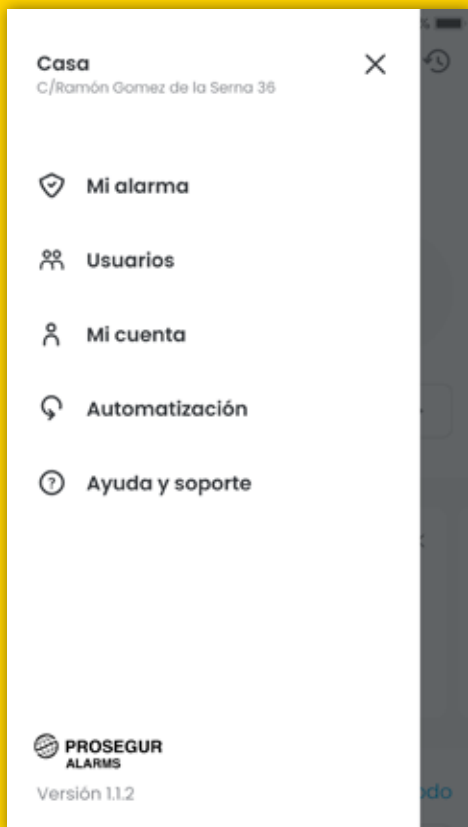 Casa
C/Ramón Gomez de la Serna 36
Mi alarma
Usuarios
Mi cuenta
Automatización
Ayuda y soporte
PROSEGUR
ALARMS
Versión 1.1.2